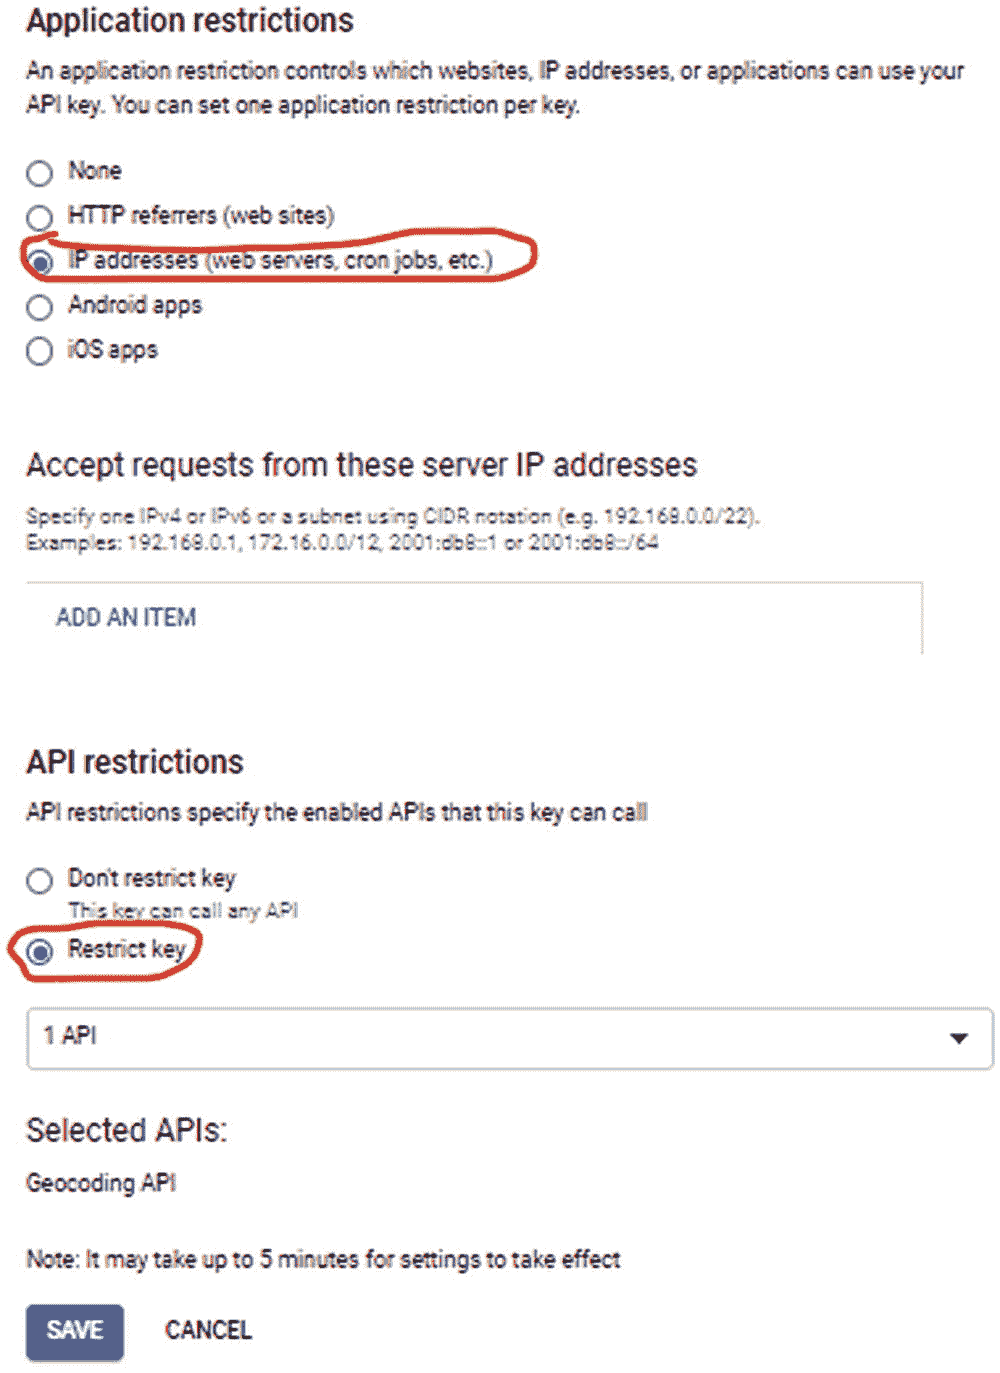 Application restrictions
An application restriction controls which websites, IP addresses, or applications can use your
API key. You can set one application restriction per key.
None
HTTP referrers (web sites)
IP addresses (web servers, cron jobs, etc.)
Android apps
iOS apps
Accept requests from these server IP addresses
Specify one IPv4 or IPv6 or a subnet using CIDR notation (e.g. 192.168.0.0/22).
Examples: 192.168.0.1, 172.16.0.0/12, 2001:db8::1 or 2001:db8::/64
ADD AN ITEM
API restrictions
API restrictions specify the enabled APIs that this key can call
Don't restrict key
This key can call any API
Restrict key
1 API
Selected APIs:
Geocoding API
Note: It may take up to 5 minutes for settings to take effect
SAVE CANCEL